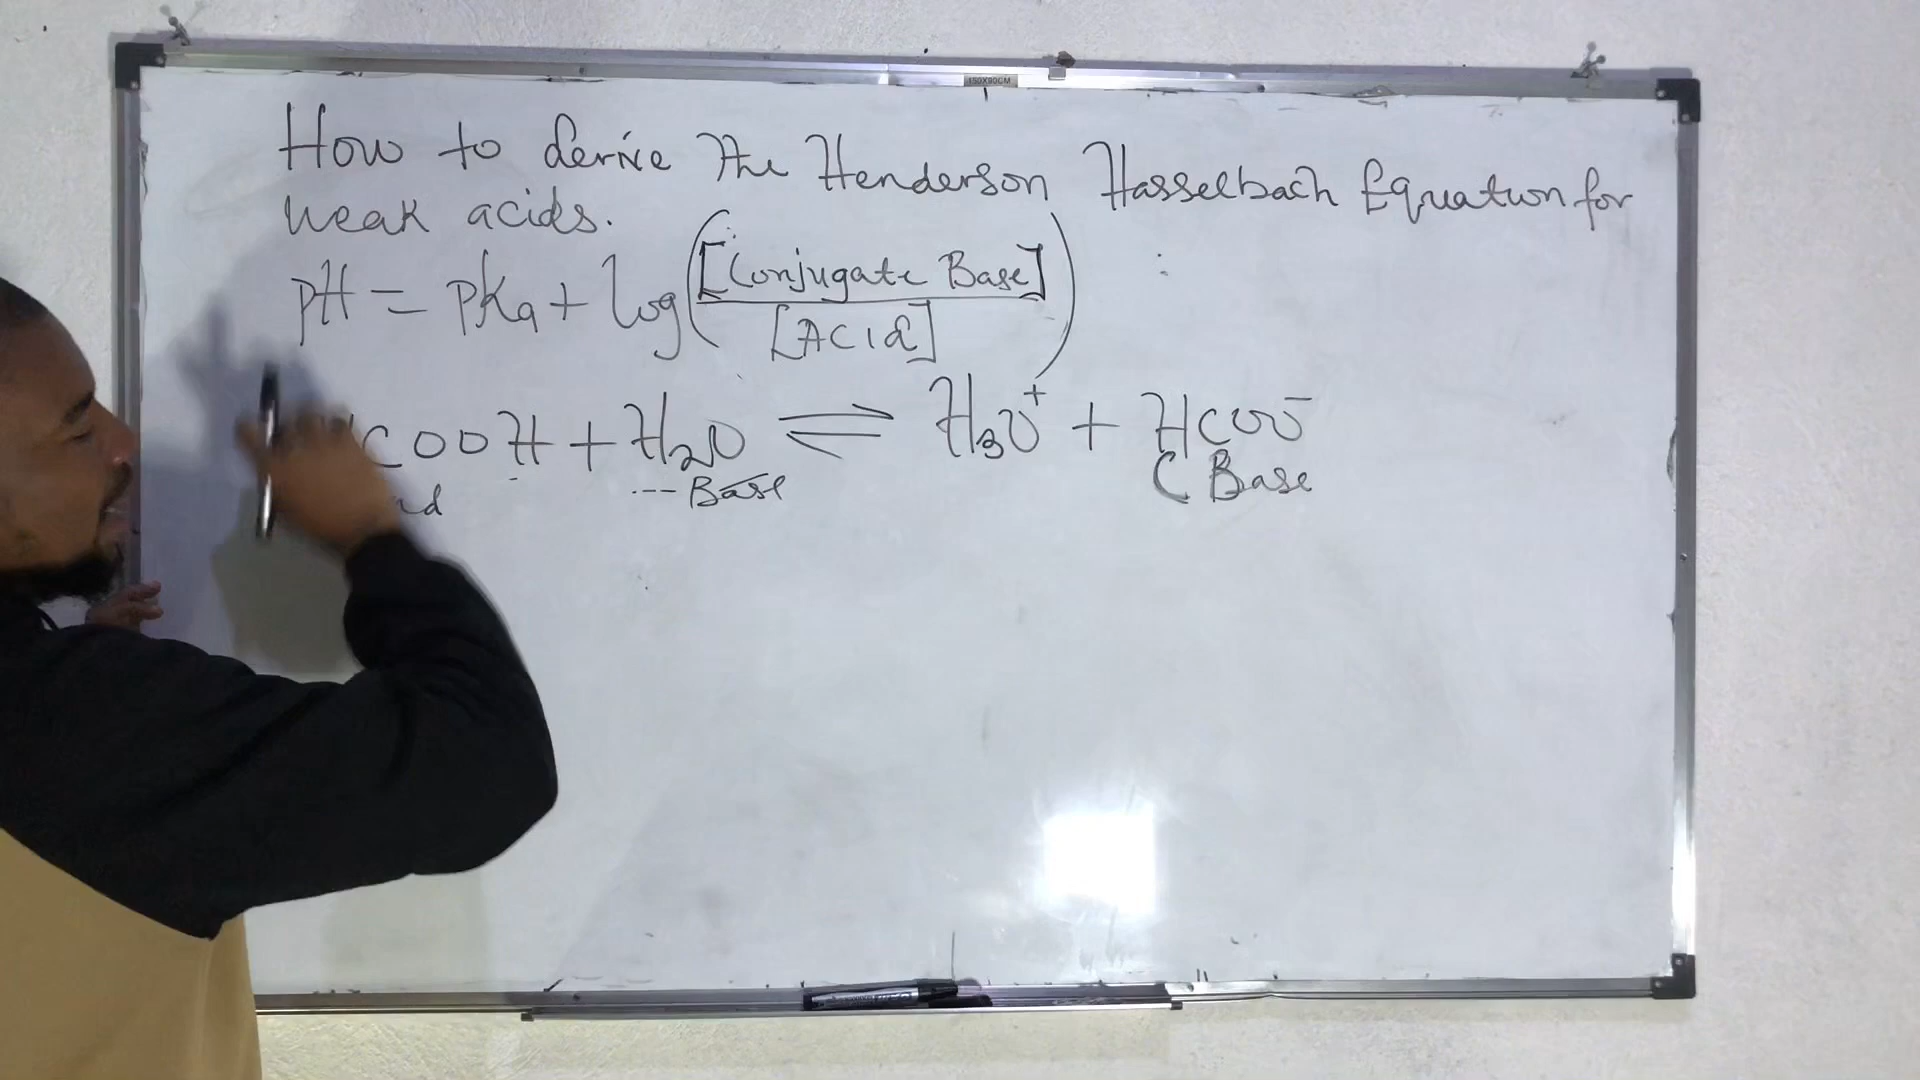 150X90CM
How to derive the Henderson Hasselbach Equation for
weak acids.
pH = pKa + log([Conjugate Base]/[Acid])
COOH + H₂O ⇌ H₃O⁺ + HCOO⁻
Base C Base